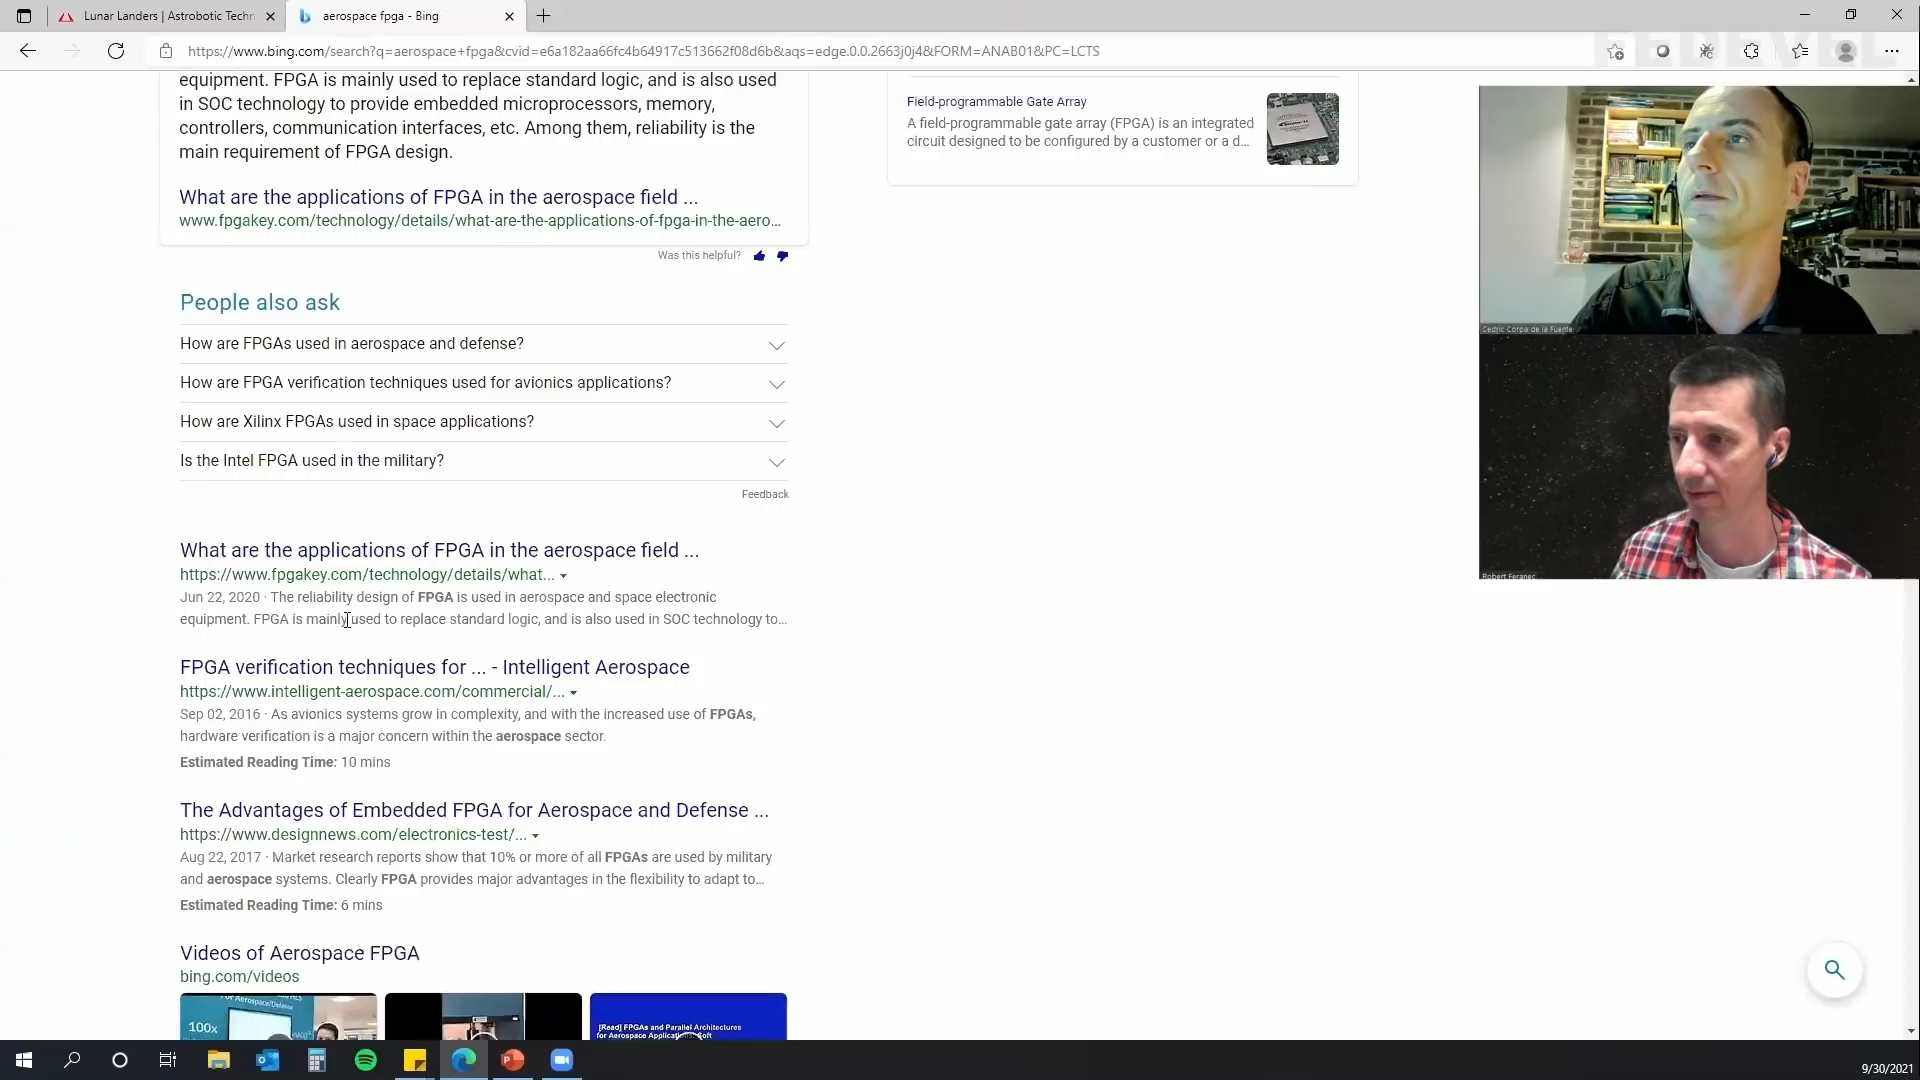 Lunar Landers | Astrobotic Techn
aerospace fpga - Bing
https://www.bing.com/search?q=aerospace+fpga&cvid=e6a182aa66fc4b64917c513662f08d6b&aqs=edge.0.0.2663j0j4&FORM=ANAB01&PC=LCTS
FEDEVEL
equipment. FPGA is mainly used to replace standard logic, and is also used
in SOC technology to provide embedded microprocessors, memory,
controllers, communication interfaces, etc. Among them, reliability is the
main requirement of FPGA design.
What are the applications of FPGA in the aerospace field ...
www.fpgakey.com/technology/details/what-are-the-applications-of-fpga-in-the-aero...
Was this helpful?
Field-programmable Gate Array
A field-programmable gate array (FPGA) is an integrated
circuit designed to be configured by a customer or a d...
People also ask
How are FPGAs used in aerospace and defense?
How are FPGA verification techniques used for avionics applications?
How are Xilinx FPGAs used in space applications?
Is the Intel FPGA used in the military?
Feedback
What are the applications of FPGA in the aerospace field ...
https://www.fpgakey.com/technology/details/what...
Jun 22, 2020 · The reliability design of FPGA is used in aerospace and space electronic
equipment. FPGA is mainly used to replace standard logic, and is also used in SOC technology to...
FPGA verification techniques for ... - Intelligent Aerospace
https://www.intelligent-aerospace.com/commercial/...
Sep 02, 2016 · As avionics systems grow in complexity, and with the increased use of FPGAs,
hardware verification is a major concern within the aerospace sector.
Estimated Reading Time: 10 mins
The Advantages of Embedded FPGA for Aerospace and Defense ...
https://www.designnews.com/electronics-test/...
Aug 22, 2017 · Market research reports show that 10% or more of all FPGAs are used by military
and aerospace systems. Clearly FPGA provides major advantages in the flexibility to adapt to...
Estimated Reading Time: 6 mins
Videos of Aerospace FPGA
bing.com/videos
for Aerospace/Defense
100x
[Read] FPGAs and Parallel Architectures
for Aerospace Applications Soft
Cedric Corpa de la Fuente
Robert Feranec
9/30/2021